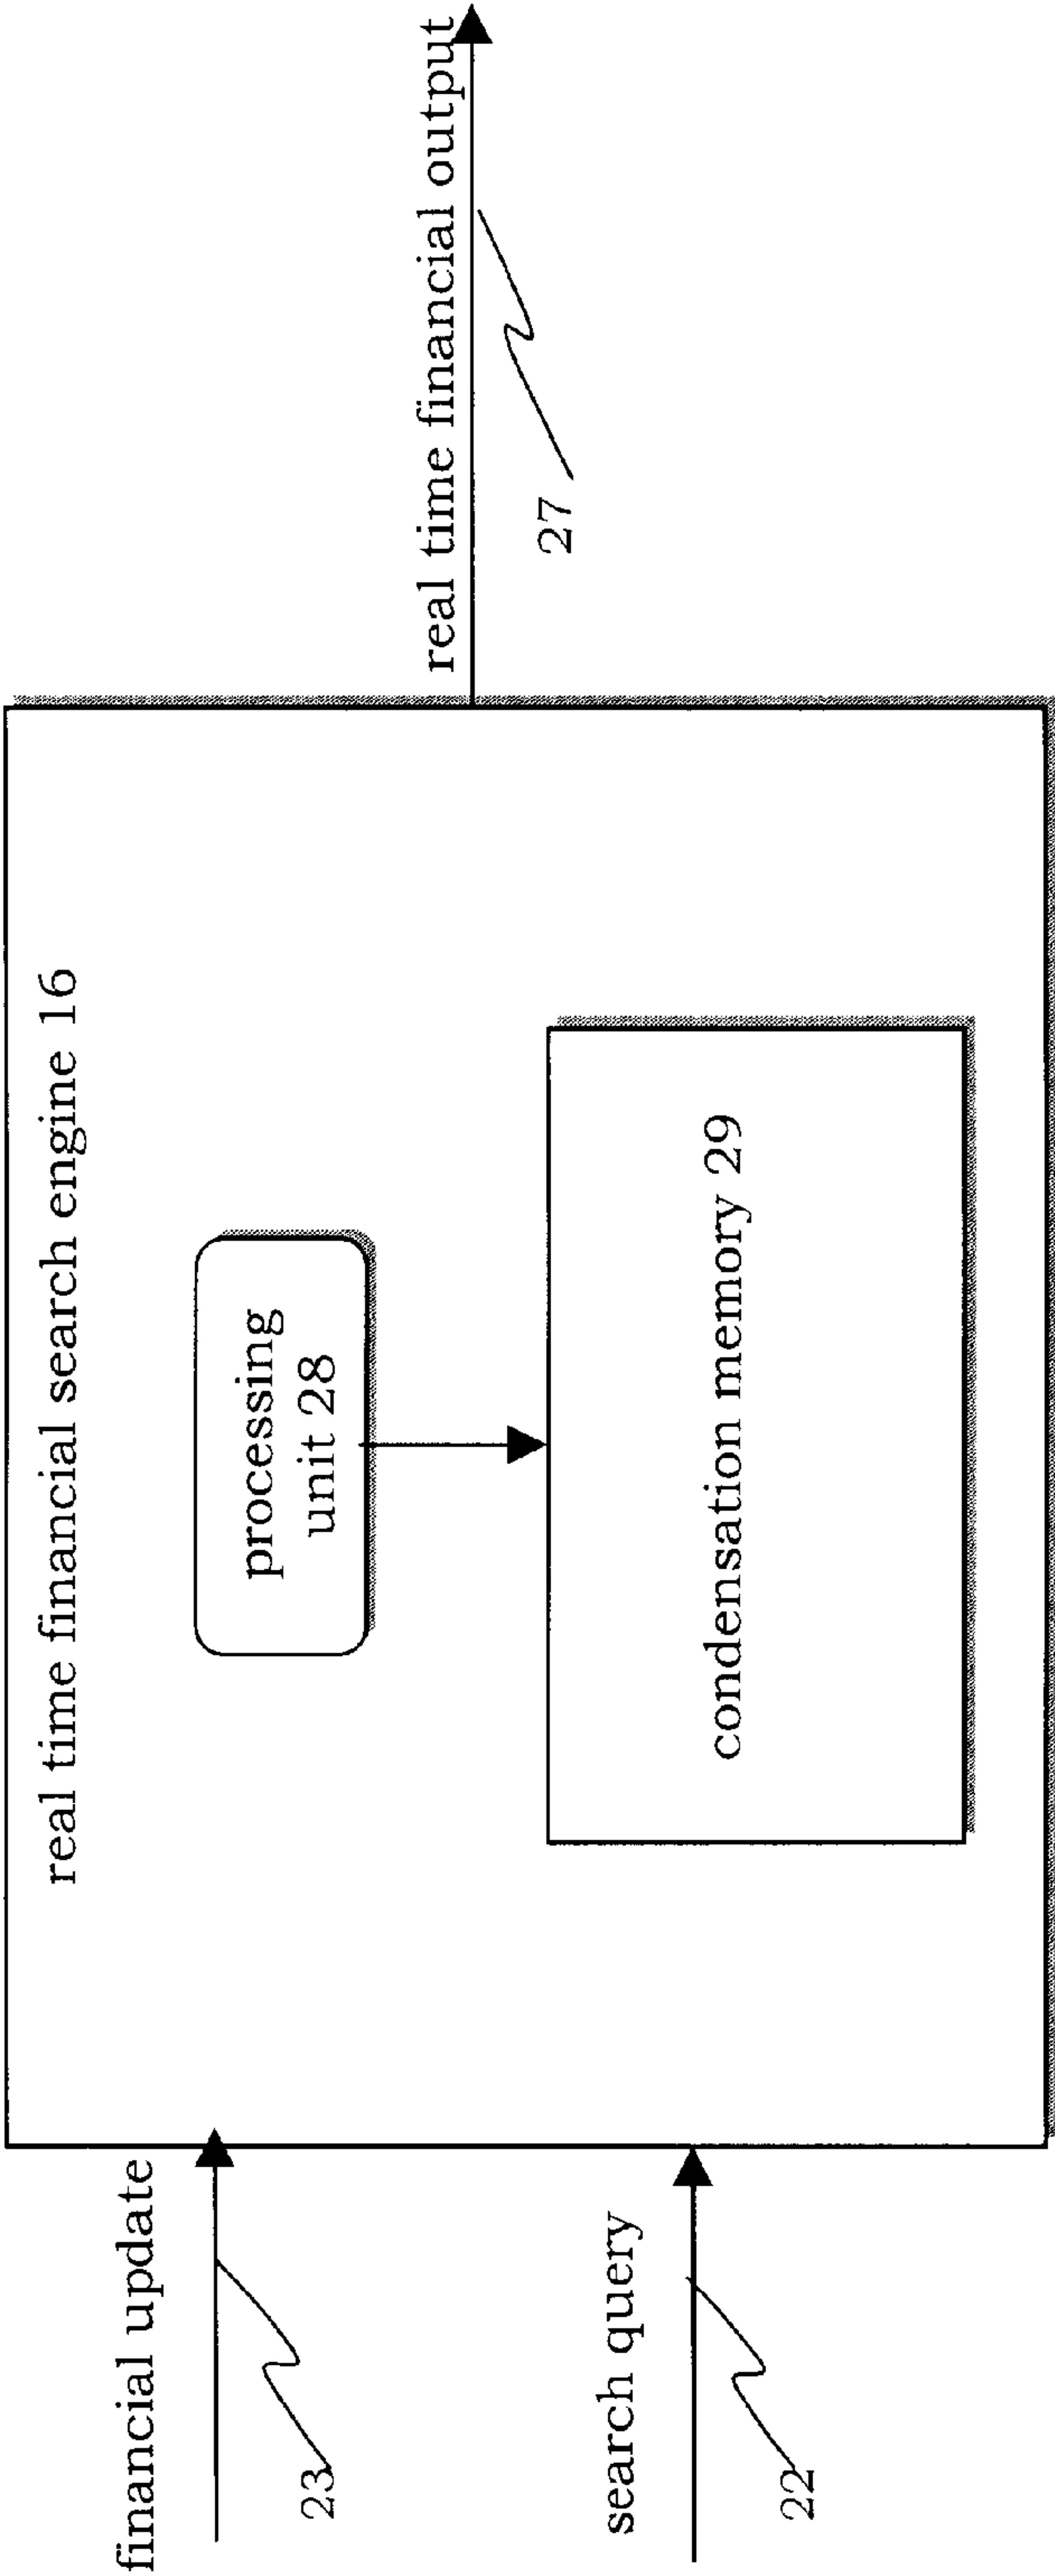 real time financial search engine 16
financial update
23
processing
unit 28
real time financial output
27
search query
22
condensation memory 29